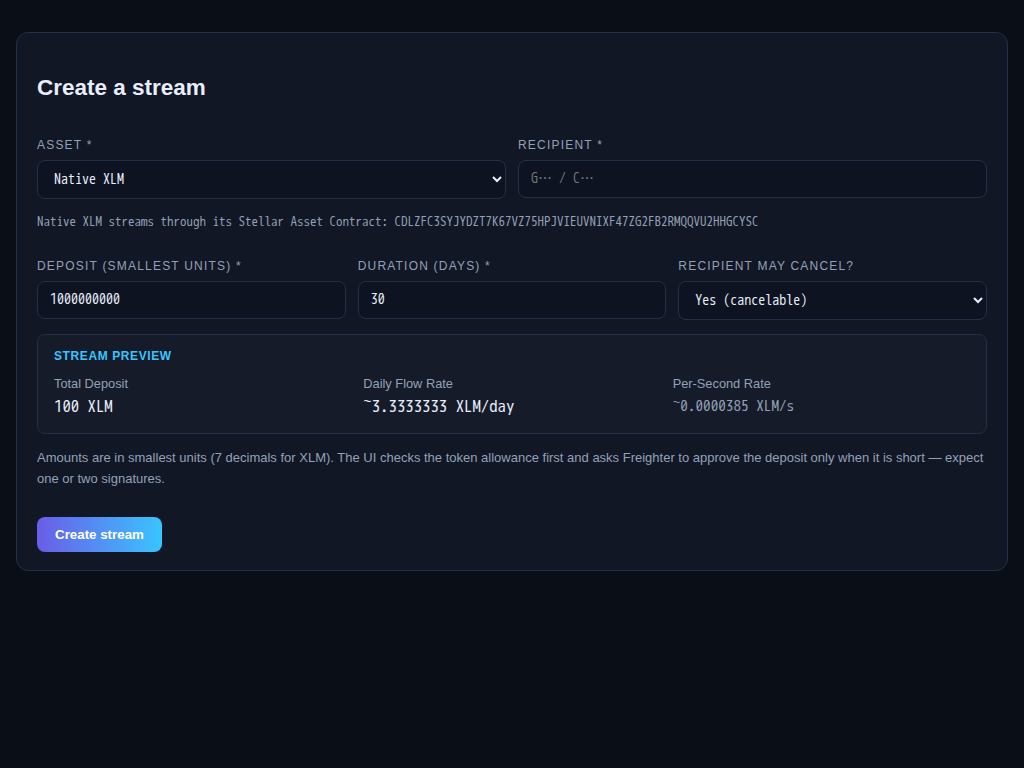 Create a stream
ASSET *
RECIPIENT *
Native XLM
G… / C…
Native XLM streams through its Stellar Asset Contract: CDLZFC3SYJYDZT7K67VZ75HPJVIEUVNIXF47ZG2FB2RMQQVU2HHGCYSC
DEPOSIT (SMALLEST UNITS) *
DURATION (DAYS) *
RECIPIENT MAY CANCEL?
1000000000
30
Yes (cancelable)
STREAM PREVIEW
Total Deposit
Daily Flow Rate
Per-Second Rate
100 XLM
~3.3333333 XLM/day
~0.0000385 XLM/s
Amounts are in smallest units (7 decimals for XLM). The UI checks the token allowance first and asks Freighter to approve the deposit only when it is short — expect
one or two signatures.
Create stream